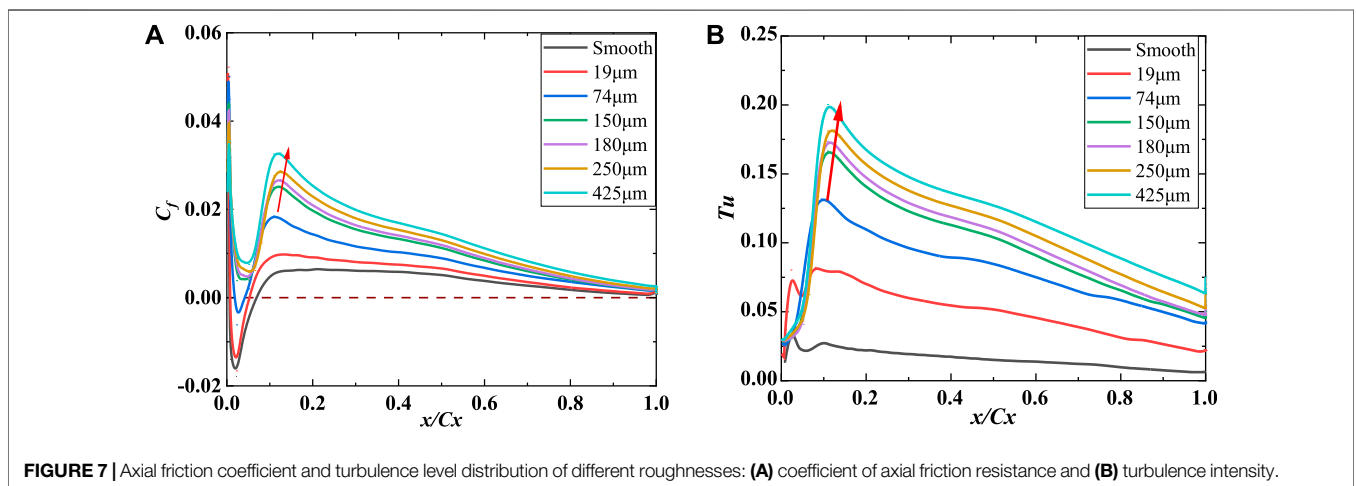 A
0.06
0.04
0.02
0.00
-0.02
C_f
0.0
0.2
0.4
0.6
0.8
1.0
x/Cx
Smooth
19μm
74μm
150μm
180μm
250μm
425μm
B
0.25
0.20
0.15
0.10
0.05
0.00
Tu
0.0
0.2
0.4
0.6
0.8
1.0
x/Cx
Smooth
19μm
74μm
150μm
180μm
250μm
425μm
FIGURE 7 | Axial friction coefficient and turbulence level distribution of different roughnesses: (A) coefficient of axial friction resistance and (B) turbulence intensity.